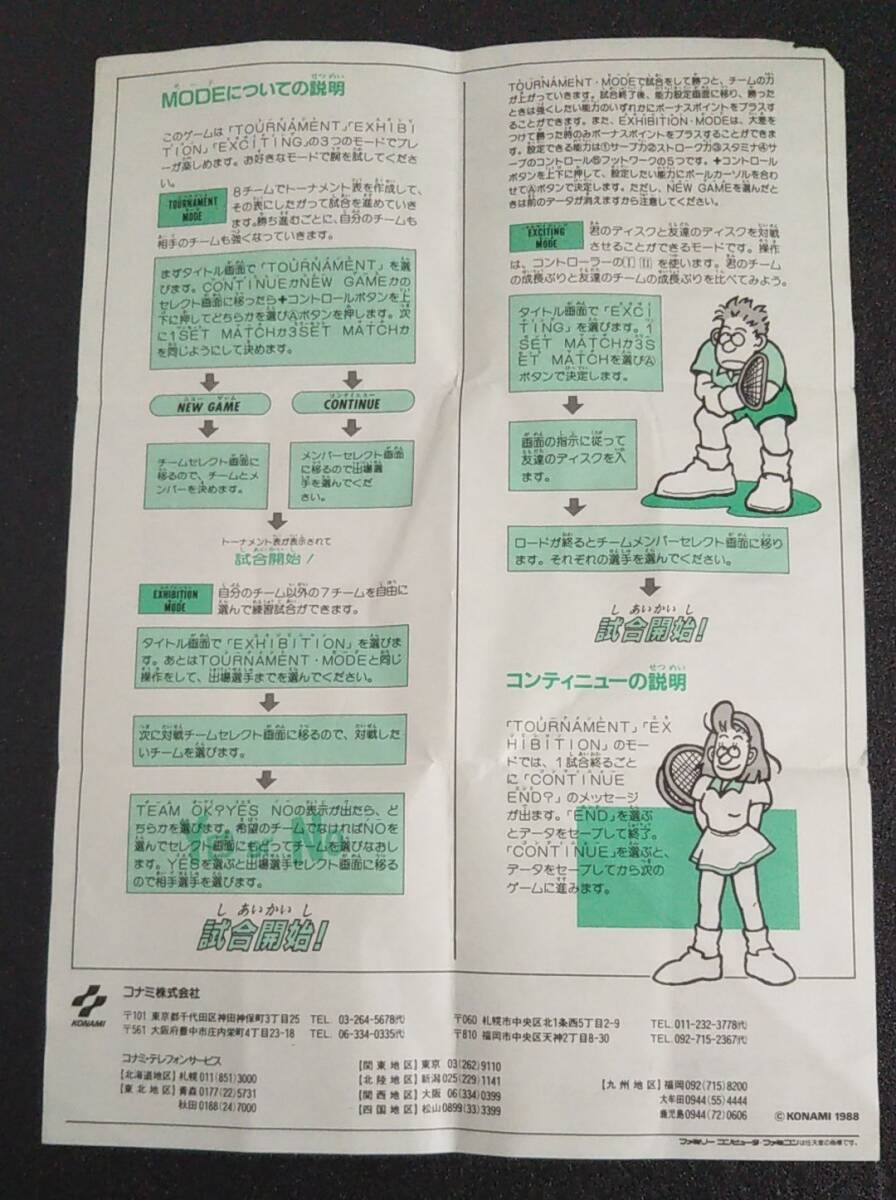 MODEについての説明
このゲームは「TOURNAMENT」「EXHIBI
TION」「EXCITING」の3つのモードでプレ
ーが楽しめます。お好きなモードで腕を試してくださ
い。
TOURNAMENT
MODE
8チームでトーナメント表を作成して、
その表にしたがって試合を進めていき
ます。勝ち進むごとに、自分のチームも
相手のチームも強くなっていきます。
まずタイトル画面で「TOURNAMENT」を選
びます。CONTINUEかNEW GAMEかの
セレクト画面に移ったら✚コントロールボタンを上
下に押してどちらかを選びⒶボタンを押します。次
に1SET MATCHか3SET MATCHか
を同じようにして決めます。
NEW GAME
CONTINUE
チームセレクト画面に
移るので、チームとメ
ンバーを決めます。
メンバーセレクト画面
に移るので出場選
手を選んでくだ
さい。
トーナメント表が表示されて
試合開始!
EXHIBITION
MODE
自分のチーム以外の7チームを自由に
選んで練習試合ができます。
タイトル画面で「EXHIBITION」を選びま
す。あとはTOURNAMENT・MODEと同じ
操作をして、出場選手までを選んでください。
次に対戦チームセレクト画面に移るので、対戦した
いチームを選びます。
TEAM OK?YES NOの表示が出たら、ど
ちらかを選びます。希望のチームでなければNOを
選んでセレクト画面にもどってチームを選びなおし
ます。YESを選ぶと出場選手セレクト画面に移る
ので相手選手を選びます。
試合開始!
TOURNAMENT・MODEで試合をして勝つと、チームの力
が上がっていきます。試合終了後、能力設定画面に移り、勝った
ときは強くしたい能力のいずれかにボーナスポイントをプラスす
ることができます。また、EXHIBITION・MODEは、大差を
つけて勝った時のみボーナスポイントをプラスすることができま
す。設定できる能力は①サーブ力②ストローク力③スタミナ④サ
ーブのコントロール⑤フットワークの5つです。✚コントロール
ボタンを上下に押して、設定したい能力にボールカーソルを合わ
せてⒶボタンで決定します。ただし、NEW GAMEを選んだと
きは前のデータが消えますから注意してください。
EXCITING
MODE
君のディスクと友達のディスクを対戦
させることができるモードです。操作
は、コントローラーの[I][II]を使います。君のチーム
の成長ぶりと友達のチームの成長ぶりを比べてみよう。
タイトル画面で「EXCI
TING」を選びます。1
SET MATCHか3S
ET MATCHを選びⒶ
ボタンで決定します。
画面の指示に従って
友達のディスクを入れ
ます。
ロードが終るとチームメンバーセレクト画面に移り
ます。それぞれの選手を選んでください。
試合開始!
コンティニューの説明
「TOURNAMENT」「EX
HIBITION」のモー
ドでは、1試合終るごと
に「CONTINUE
END?」のメッセージ
が出ます。「END」を選ぶ
とデータをセーブして終了。
「CONTINUE」を選ぶと、
データをセーブしてから次の
ゲームに進みます。
KONAMI
コナミ株式会社
〒101 東京都千代田区神田神保町3丁目25 TEL. 03-264-5678㈹
〒561 大阪府豊中市庄内栄町4丁目23-18 TEL. 06-334-0335㈹
〒060 札幌市中央区北1条西5丁目2-9 TEL.011-232-3778㈹
〒810 福岡市中央区天神2丁目8-30 TEL.092-715-2367㈹
コナミ・テレフォンサービス
【北海道地区】札幌011(851)3000
【東北地区】青森0177(22)5731
秋田0188(24)7000
【関東地区】東京 03(262)9110
【北陸地区】新潟025(229)1141
【関西地区】大阪 06(334)0399
【四国地区】松山0899(33)3399
【九州地区】福岡092(715)8200
大牟田0944(55)4444
鹿児島0944(72)0606
©KONAMI 1988
ファミリーコンピュータ・ファミコンは任天堂の商標です。